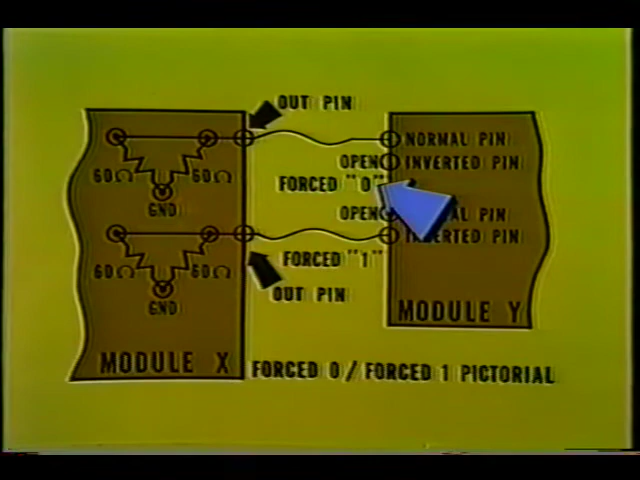 OUT PIN
NORMAL PIN
OPEN INVERTED PIN
60Ω 60Ω FORCED "0"
GND
OPEN PIN
INVERTED PIN
60Ω 60Ω FORCED "1"
GND OUT PIN
MODULE Y
MODULE X FORCED 0 / FORCED 1 PICTORIAL